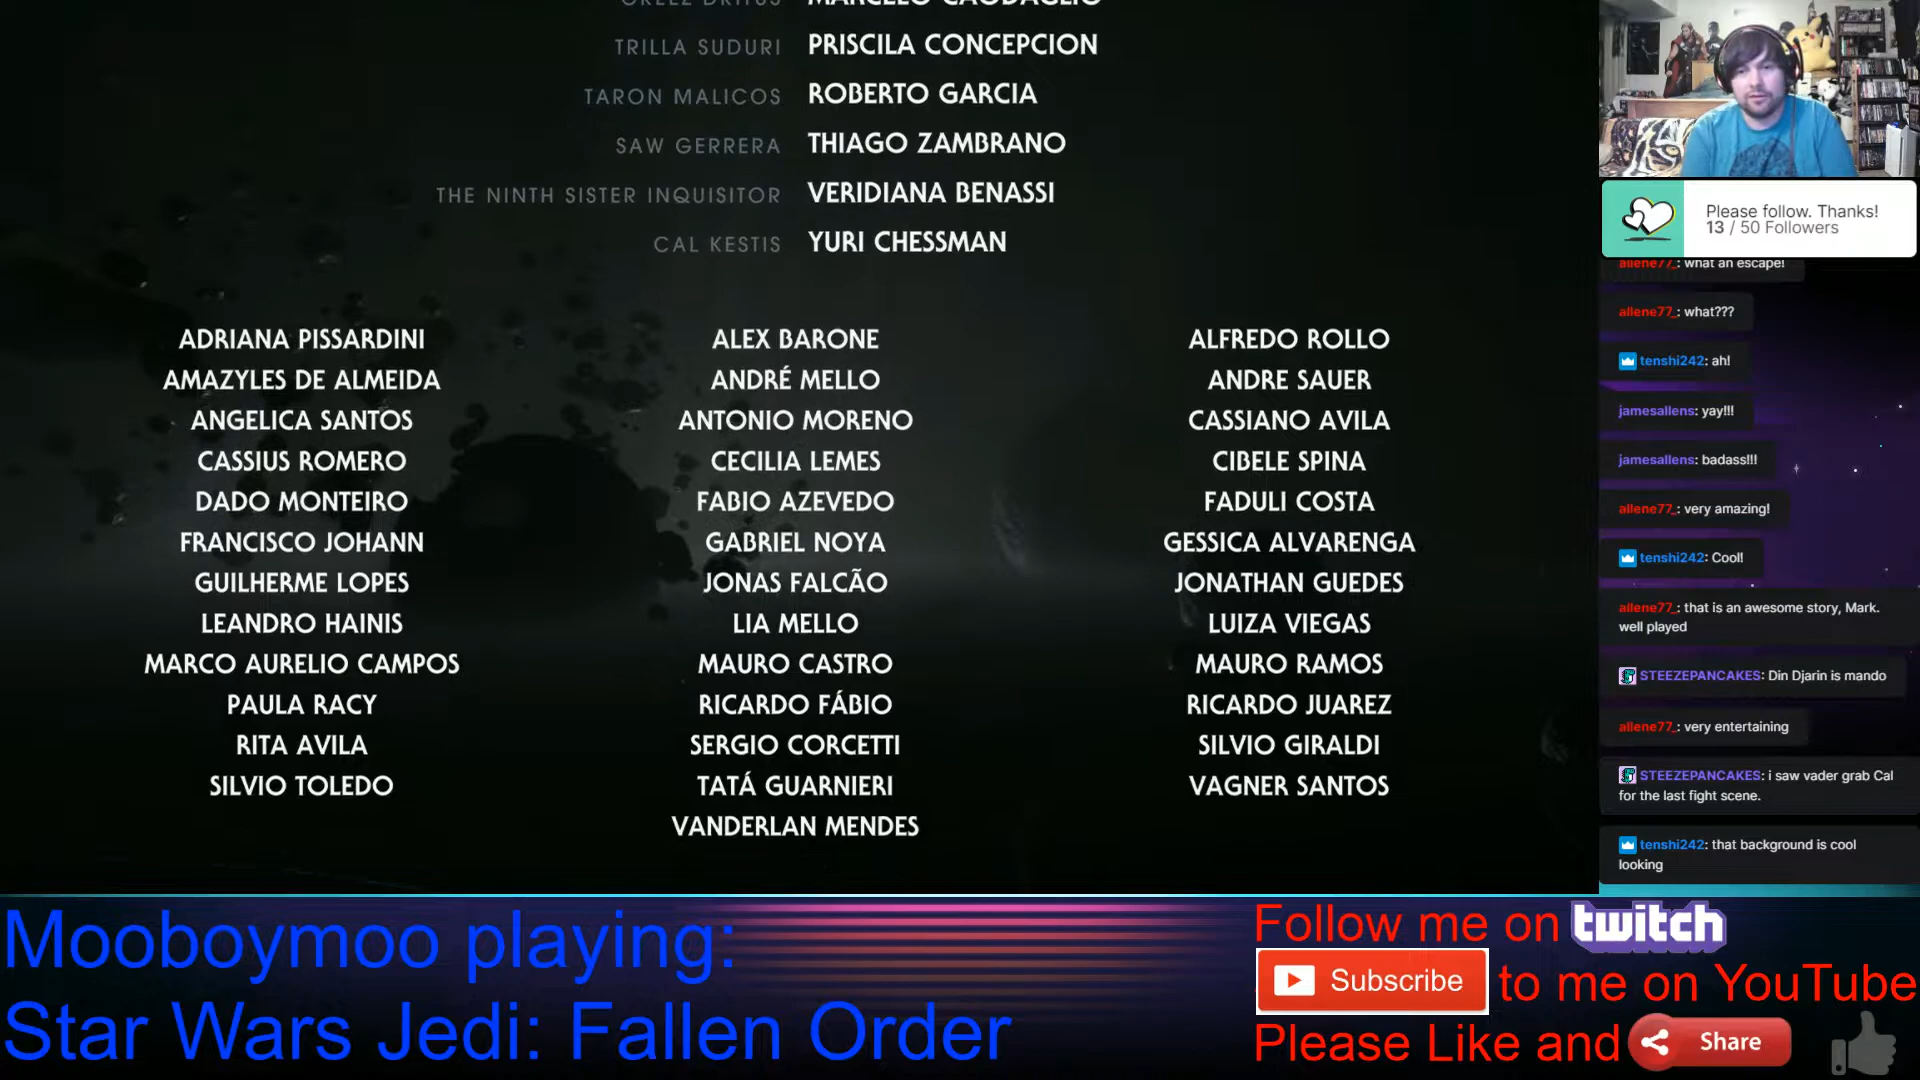 GREEZ DRITUS MARCELO CAODAGLIO
TRILLA SUDURI PRISCILA CONCEPCION
TARON MALICOS ROBERTO GARCIA
SAW GERRERA THIAGO ZAMBRANO
THE NINTH SISTER INQUISITOR VERIDIANA BENASSI
CAL KESTIS YURI CHESSMAN
ADRIANA PISSARDINI ALEX BARONE ALFREDO ROLLO
AMAZYLES DE ALMEIDA ANDRÉ MELLO ANDRE SAUER
ANGELICA SANTOS ANTONIO MORENO CASSIANO AVILA
CASSIUS ROMERO CECILIA LEMES CIBELE SPINA
DADO MONTEIRO FABIO AZEVEDO FADULI COSTA
FRANCISCO JOHANN GABRIEL NOYA GESSICA ALVARENGA
GUILHERME LOPES JONAS FALCÃO JONATHAN GUEDES
LEANDRO HAINIS LIA MELLO LUIZA VIEGAS
MARCO AURELIO CAMPOS MAURO CASTRO MAURO RAMOS
PAULA RACY RICARDO FÁBIO RICARDO JUAREZ
RITA AVILA SERGIO CORCETTI SILVIO GIRALDI
SILVIO TOLEDO TATÁ GUARNIERI VAGNER SANTOS
VANDERLAN MENDES
Please follow. Thanks!
13 / 50 Followers
allene77_: what an escape!
allene77_: what???
tenshi242: ah!
jamesallens: yay!!!
jamesallens: badass!!!
allene77_: very amazing!
tenshi242: Cool!
allene77_: that is an awesome story, Mark.
well played
STEEZEPANCAKES: Din Djarin is mando
allene77_: very entertaining
STEEZEPANCAKES: i saw vader grab Cal
for the last fight scene.
tenshi242: that background is cool
looking
Mooboymoo playing:
Star Wars Jedi: Fallen Order
Follow me on twitch
Subscribe to me on YouTube
Please Like and Share